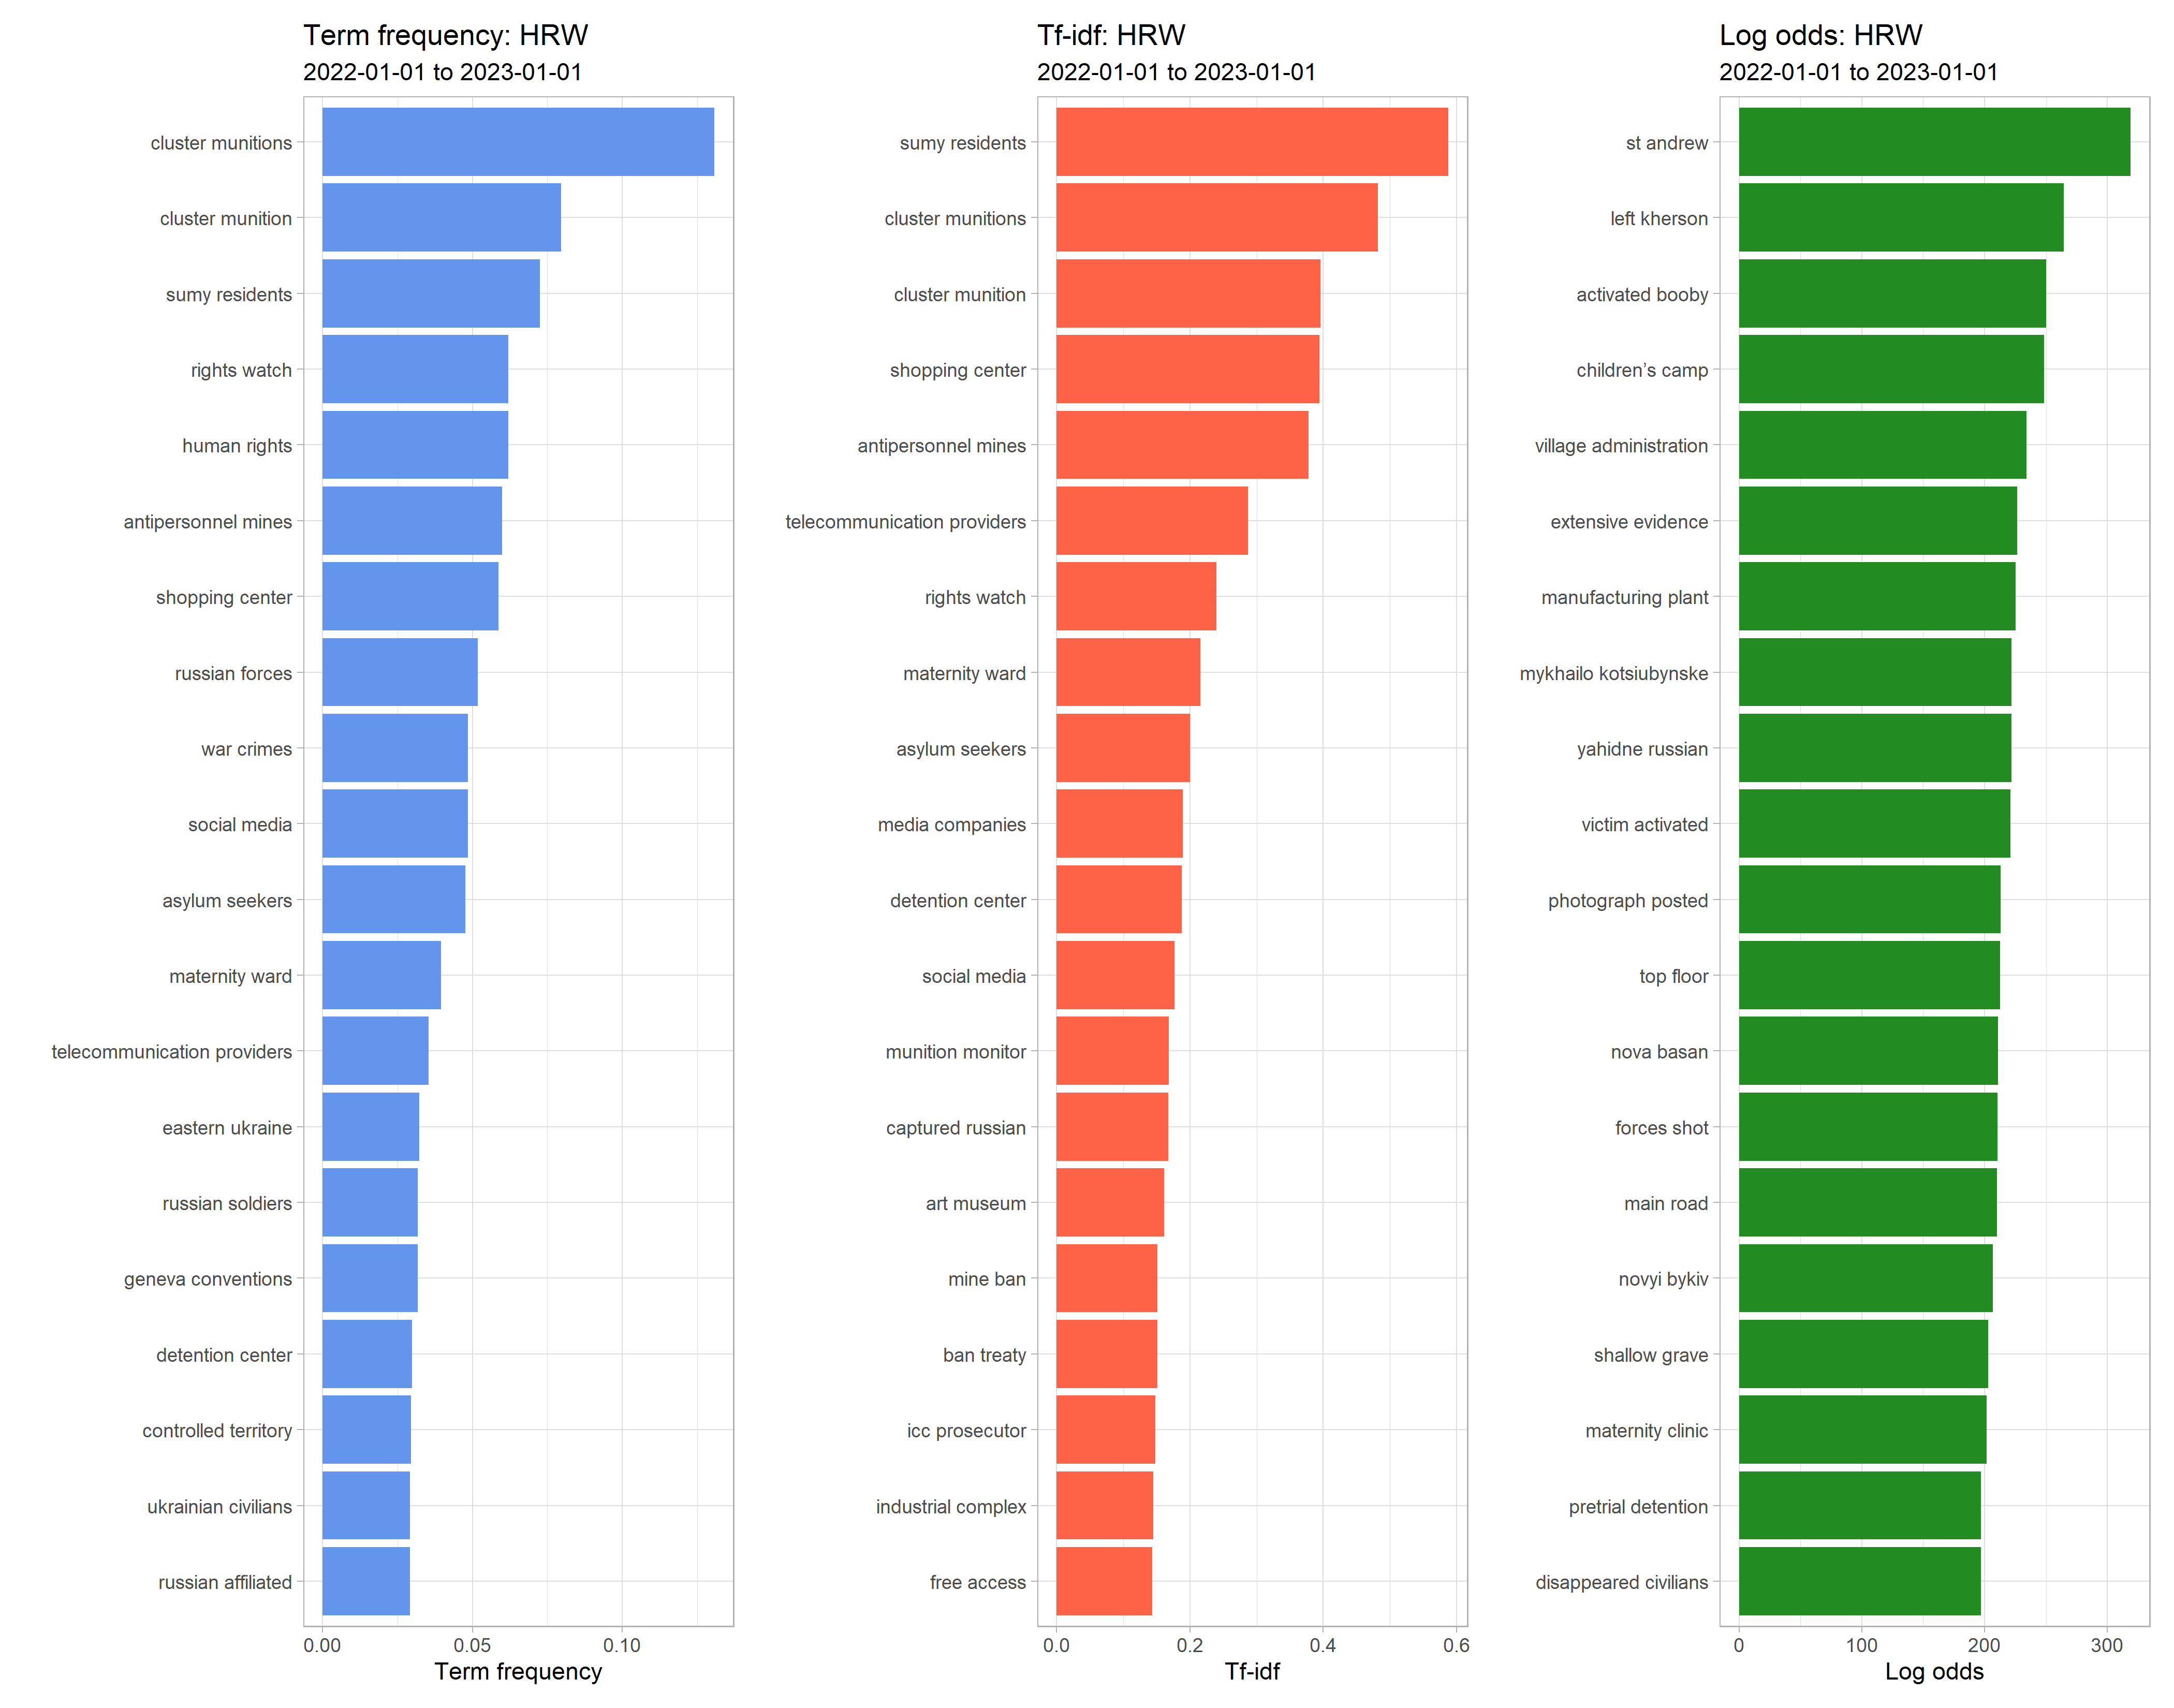 Term frequency: HRW
2022-01-01 to 2023-01-01
cluster munitions
cluster munition
sumy residents
rights watch
human rights
antipersonnel mines
shopping center
russian forces
war crimes
social media
asylum seekers
maternity ward
telecommunication providers
eastern ukraine
russian soldiers
geneva conventions
detention center
controlled territory
ukrainian civilians
russian affiliated
0.00 0.05 0.10
Term frequency
Tf-idf: HRW
2022-01-01 to 2023-01-01
sumy residents
cluster munitions
cluster munition
shopping center
antipersonnel mines
telecommunication providers
rights watch
maternity ward
asylum seekers
media companies
detention center
social media
munition monitor
captured russian
art museum
mine ban
ban treaty
icc prosecutor
industrial complex
free access
0.0 0.2 0.4 0.6
Tf-idf
Log odds: HRW
2022-01-01 to 2023-01-01
st andrew
left kherson
activated booby
children’s camp
village administration
extensive evidence
manufacturing plant
mykhailo kotsiubynske
yahidne russian
victim activated
photograph posted
top floor
nova basan
forces shot
main road
novyi bykiv
shallow grave
maternity clinic
pretrial detention
disappeared civilians
0 100 200 300
Log odds